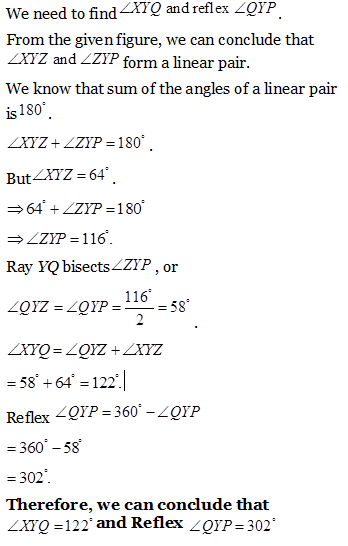 We need to find ∠XYQ and reflex ∠QYP.
From the given figure, we can conclude that
∠XYZ and ∠ZYP form a linear pair.
We know that sum of the angles of a linear pair
is 180°.
∠XYZ + ∠ZYP = 180°.
But ∠XYZ = 64°.
⇒ 64° + ∠ZYP = 180°
⇒ ∠ZYP = 116°.
Ray YQ bisects ∠ZYP, or
∠QYZ = ∠QYP = 116°/2 = 58°.
∠XYQ = ∠QYZ + ∠XYZ
= 58° + 64° = 122°.
Reflex ∠QYP = 360° − ∠QYP
= 360° − 58°
= 302°.
Therefore, we can conclude that
∠XYQ = 122° and Reflex ∠QYP = 302°